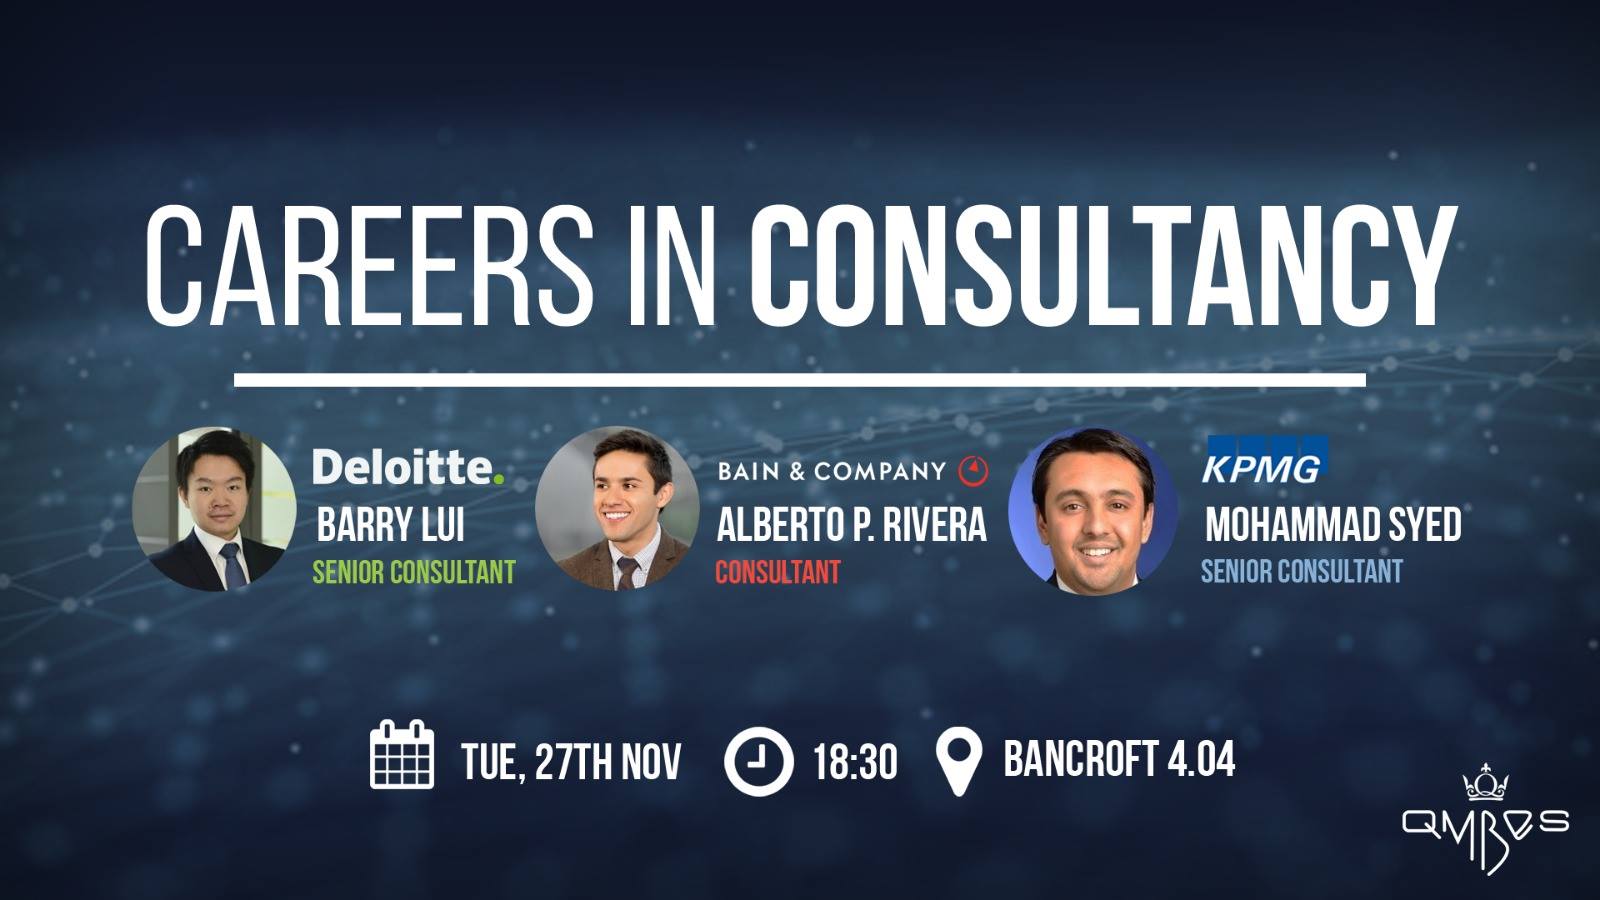 CAREERS IN CONSULTANCY
Deloitte.
BARRY LUI
SENIOR CONSULTANT
BAIN & COMPANY
ALBERTO P. RIVERA
CONSULTANT
KPMG
MOHAMMAD SYED
SENIOR CONSULTANT
TUE, 27TH NOV
18:30
BANCROFT 4.04
QMBCS